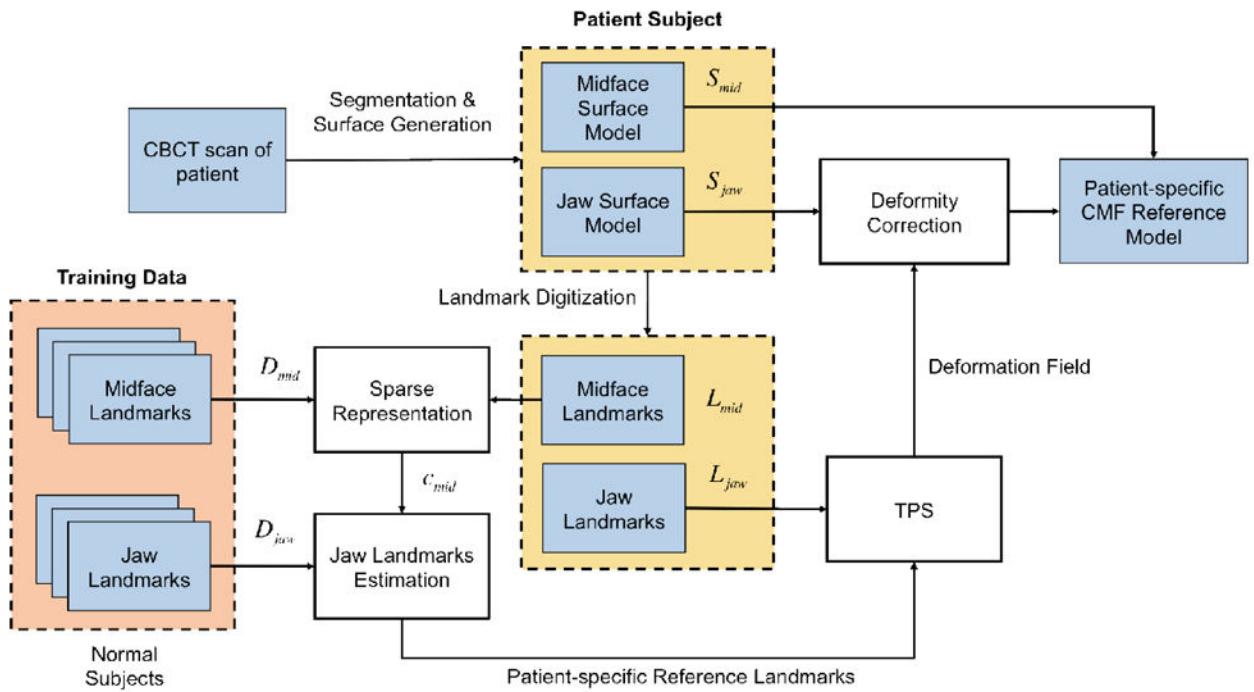 Patient Subject
Segmentation &
Surface Generation
CBCT scan of
patient
Midface
Surface
Model
S_mid
Jaw Surface
Model
S_jaw
Deformity
Correction
Patient-specific
CMF Reference
Model
Training Data
Landmark Digitization
Deformation Field
Midface
Landmarks
D_mid
Sparse
Representation
Midface
Landmarks
L_mid
c_mid
Jaw
Landmarks
L_jaw
TPS
Jaw
Landmarks
D_jaw
Jaw Landmarks
Estimation
Normal
Subjects
Patient-specific Reference Landmarks